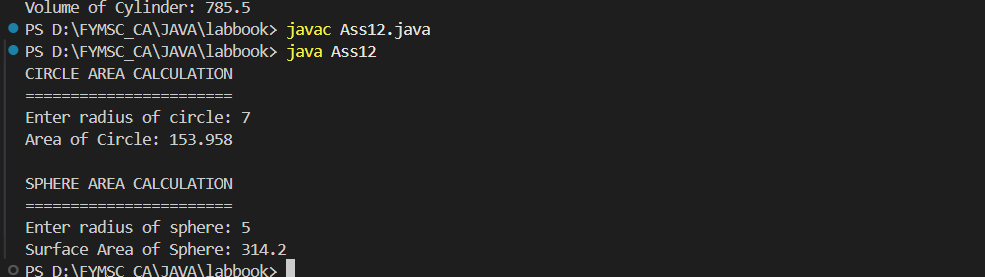 Volume of Cylinder: 785.5
PS D:\FYMSC_CA\JAVA\labbook> javac Ass12.java
PS D:\FYMSC_CA\JAVA\labbook> java Ass12
CIRCLE AREA CALCULATION
=======================
Enter radius of circle: 7
Area of Circle: 153.958
SPHERE AREA CALCULATION
=======================
Enter radius of sphere: 5
Surface Area of Sphere: 314.2
PS D:\FYMSC_CA\JAVA\labbook>